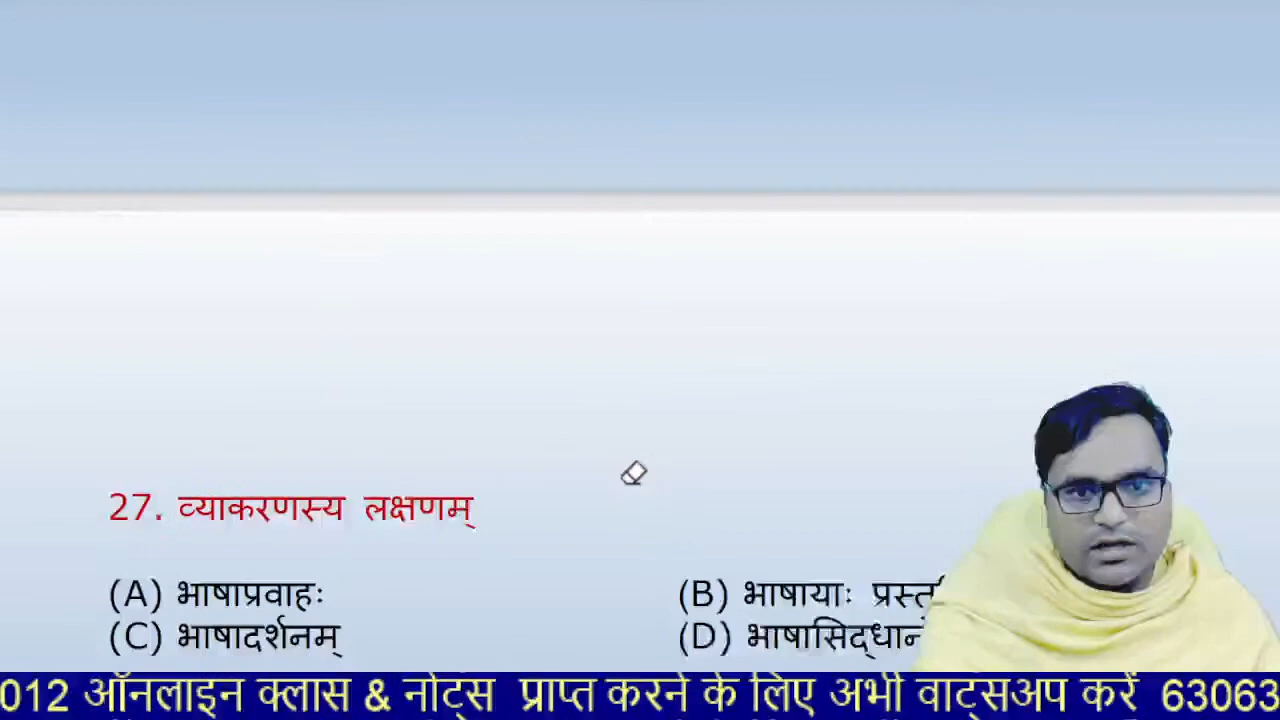 27. व्याकरणस्य लक्षणम्
(A) भाषाप्रवाहः (B) भाषायाः
(C) भाषादर्शनम् (D)
012 ऑनलाइन क्लास & नोट्स प्राप्त करने के लिए अभी वाट्सअप करें 63063